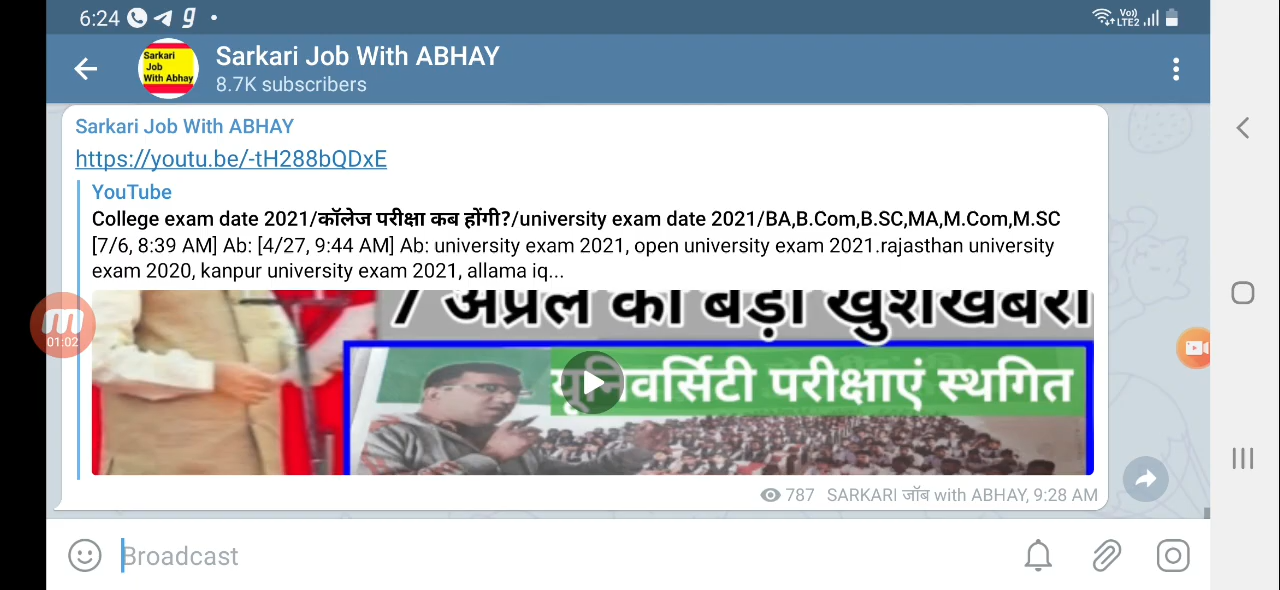 6:24
Vo)) LTE2
Sarkari Job With Abhay
Sarkari Job With ABHAY
8.7K subscribers
Sarkari Job With ABHAY
https://youtu.be/-tH288bQDxE
YouTube
College exam date 2021/कॉलेज परीक्षा कब होंगी?/university exam date 2021/BA,B.Com,B.SC,MA,M.Com,M.SC
[7/6, 8:39 AM] Ab: [4/27, 9:44 AM] Ab: university exam 2021, open university exam 2021.rajasthan university
exam 2020, kanpur university exam 2021, allama iq...
7 अप्रैल की बड़ी खुशखबरी
यूनिवर्सिटी परीक्षाएं स्थगित
01:02
787 SARKARI जॉब with ABHAY, 9:28 AM
Broadcast